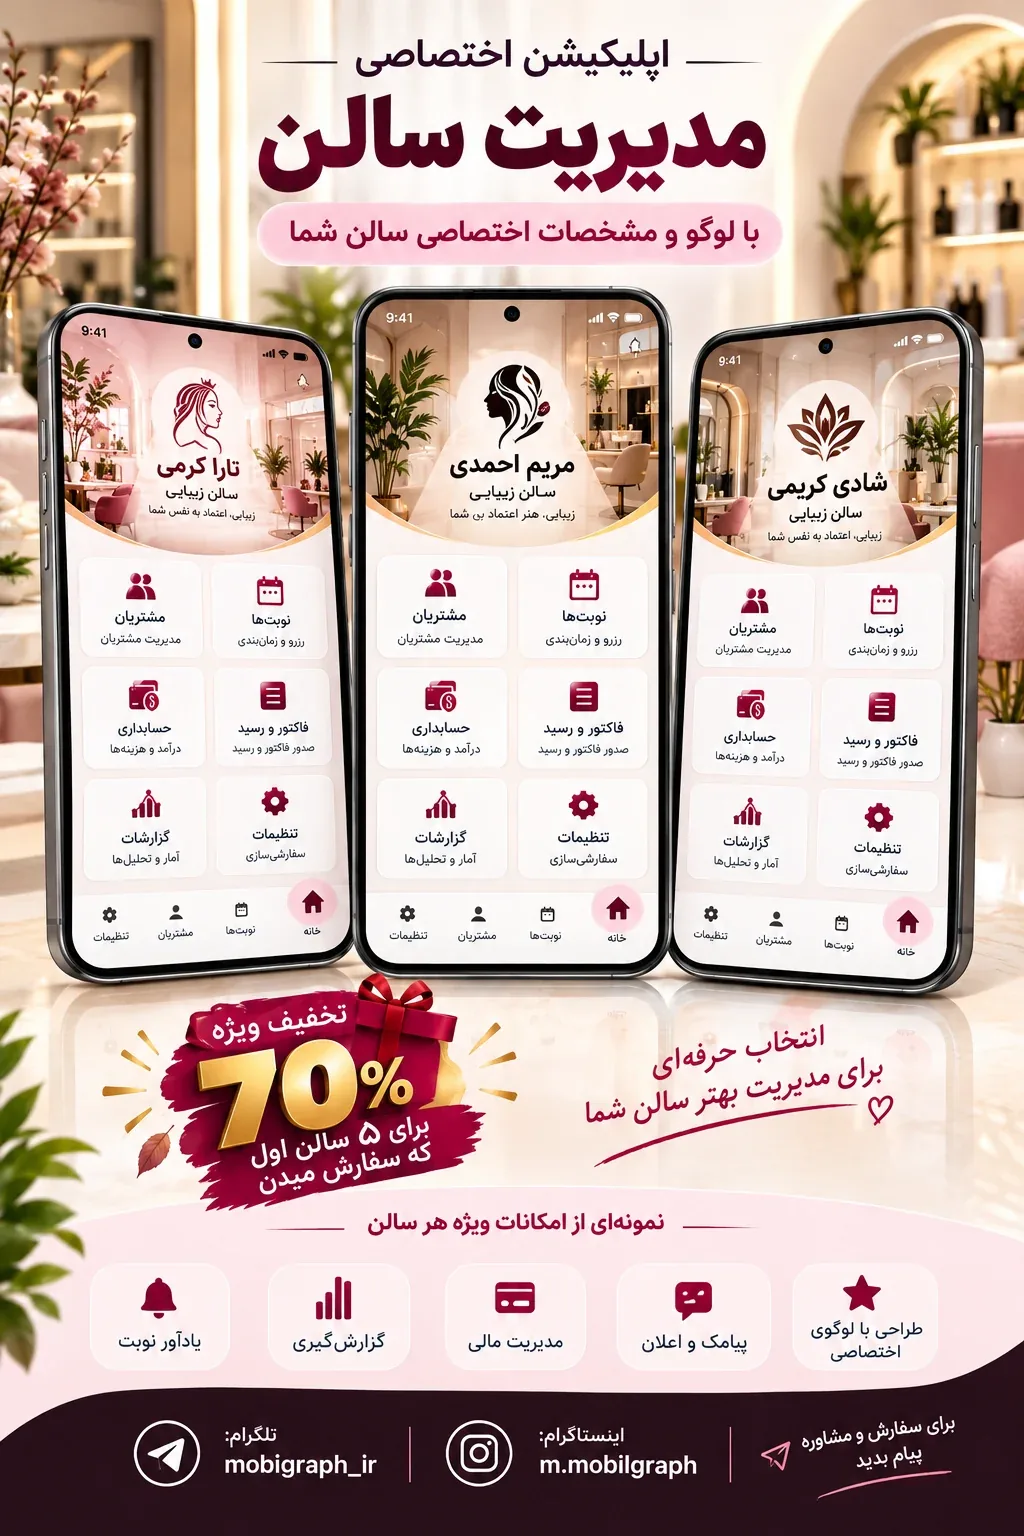 اپلیکیشن اختصاصی
مدیریت سالن
با لوگو و مشخصات اختصاصی سالن شما
9:41
تارا کرمی
سالن زیبایی
زیبایی، اعتماد به نفس شما
مشتریان
مدیریت مشتریان
نوبت‌ها
رزرو و زمان‌بندی
حسابداری
درآمد و هزینه‌ها
فاکتور و رسید
صدور فاکتور و رسید
گزارشات
آمار و تحلیل‌ها
تنظیمات
سفارشی‌سازی
خانه
نوبت‌ها
مشتریان
تنظیمات
9:41
مریم احمدی
سالن زیبایی
زیبایی، هنر اعتماد بی شما
مشتریان
مدیریت مشتریان
نوبت‌ها
رزرو و زمان‌بندی
حسابداری
درآمد و هزینه‌ها
فاکتور و رسید
صدور فاکتور و رسید
گزارشات
آمار و تحلیل‌ها
تنظیمات
سفارشی‌سازی
خانه
نوبت‌ها
مشتریان
تنظیمات
9:41
شادی کریمی
سالن زیبایی
زیبایی، اعتماد به نفس شما
مشتریان
مدیریت مشتریان
نوبت‌ها
رزرو و زمان‌بندی
حسابداری
درآمد و هزینه‌ها
فاکتور و رسید
صدور فاکتور و رسید
گزارشات
آمار و تحلیل‌ها
تنظیمات
سفارشی‌سازی
خانه
نوبت‌ها
مشتریان
تنظیمات
تخفیف ویژه
70%
برای ۵ سالن اول
که سفارش میدن
انتخاب حرفه‌ای
برای مدیریت بهتر سالن شما
نمونه‌ای از امکانات ویژه هر سالن
طراحی با لوگوی
اختصاصی
پیامک و اعلان
مدیریت مالی
گزارش‌گیری
یادآور نوبت
برای سفارش و مشاوره
پیام بدید
اینستاگرام:
m.mobilgraph
تلگرام:
mobigraph_ir